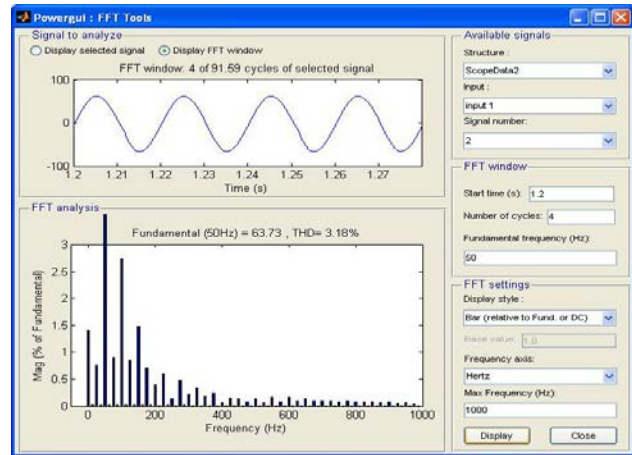 Powergui : FFT Tools
Signal to analyze
Display selected signal
Display FFT window
FFT window: 4 of 91.59 cycles of selected signal
100
0
-100
1.2 1.21 1.22 1.23 1.24 1.25 1.26 1.27
Time (s)
FFT analysis
Fundamental (50Hz) = 63.73 , THD= 3.18%
3
2.5
2
1.5
1
0.5
0
Mag (% of Fundamental)
0 200 400 600 800 1000
Frequency (Hz)
Available signals
Structure :
ScopeData2
Input :
input 1
Signal number:
2
FFT window
Start time (s): 1.2
Number of cycles: 4
Fundamental frequency (Hz):
50
FFT settings
Display style :
Bar (relative to Fund. or DC)
Base value: 1.0
Frequency axis:
Hertz
Max Frequency (Hz):
1000
Display
Close